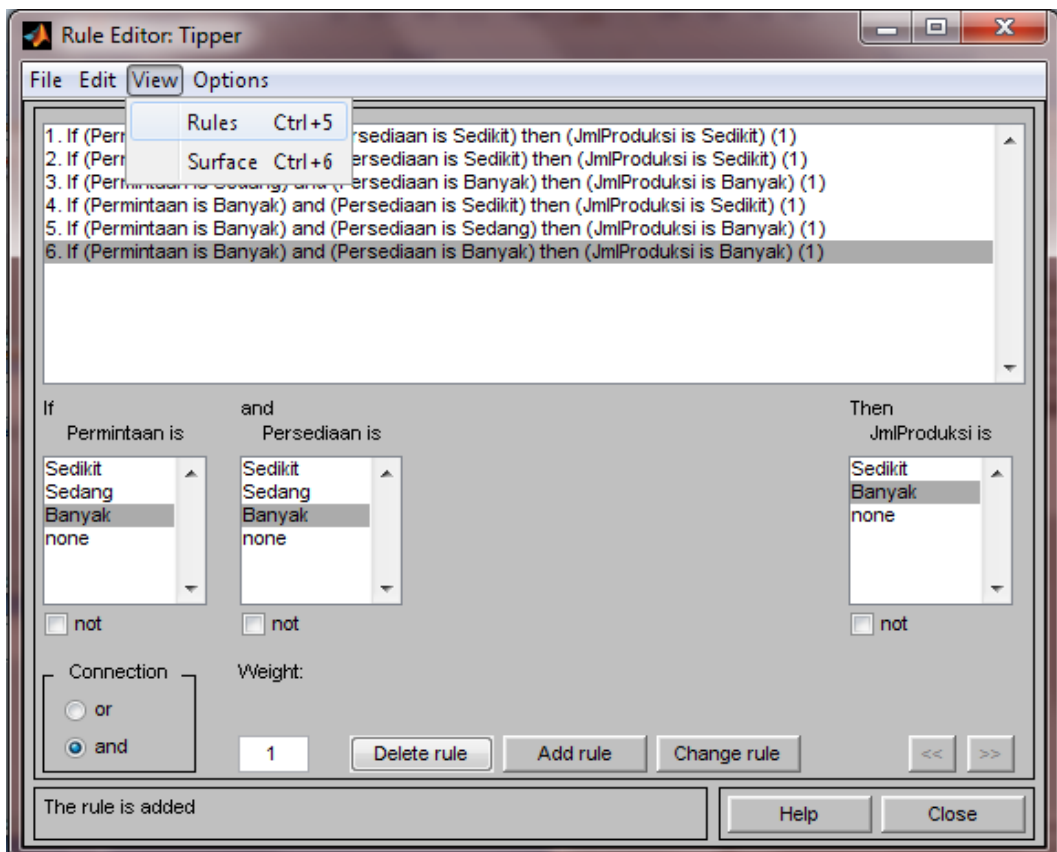 Rule Editor: Tipper
File Edit View Options
Rules Ctrl+5
Surface Ctrl+6
1. If (Perm rsediaan is Sedikit) then (JmlProduksi is Sedikit) (1)
2. If (Perm ersediaan is Sedikit) then (JmlProduksi is Sedikit) (1)
3. If (Permintaan is Sedang) and (Persediaan is Banyak) then (JmlProduksi is Banyak) (1)
4. If (Permintaan is Banyak) and (Persediaan is Sedikit) then (JmlProduksi is Sedikit) (1)
5. If (Permintaan is Banyak) and (Persediaan is Sedang) then (JmlProduksi is Banyak) (1)
6. If (Permintaan is Banyak) and (Persediaan is Banyak) then (JmlProduksi is Banyak) (1)
If and Then
Permintaan is Persediaan is JmlProduksi is
Sedikit Sedikit Sedikit
Sedang Sedang Banyak
Banyak Banyak none
none none
not not not
Connection Weight:
or
and 1 Delete rule Add rule Change rule << >>
The rule is added Help Close